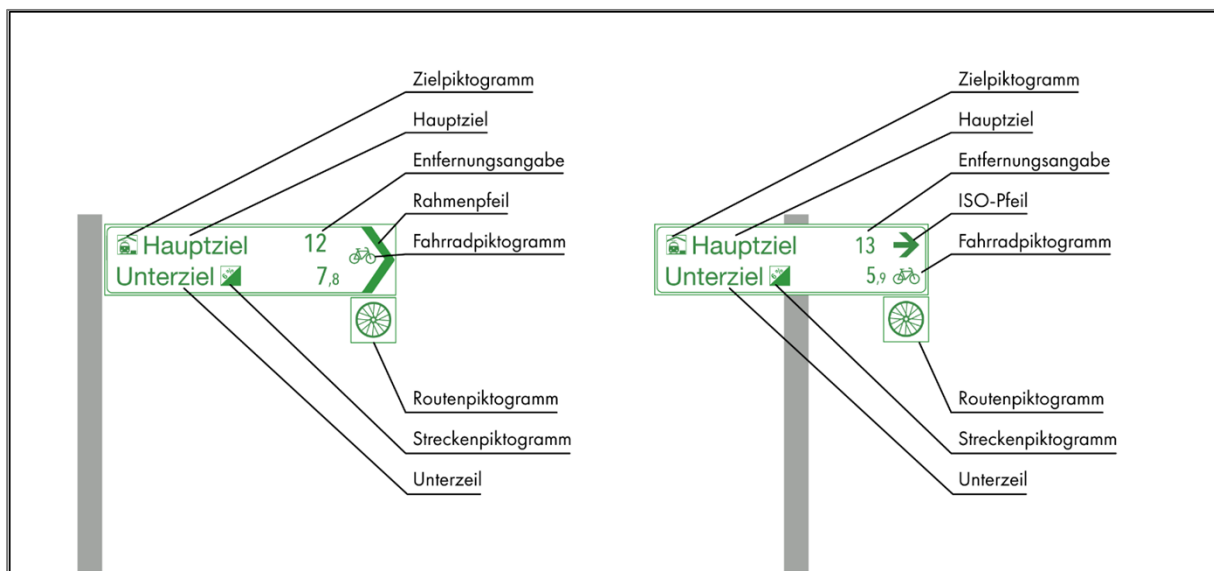 Zielpiktogramm
Hauptziel
Entfernungsangabe
Rahmenpfeil
Fahrradpiktogramm
Hauptziel 12
Unterziel 7,8
Routenpiktogramm
Streckenpiktogramm
Unterzeil
Zielpiktogramm
Hauptziel
Entfernungsangabe
ISO-Pfeil
Fahrradpiktogramm
Hauptziel 13
Unterziel 5,9
Routenpiktogramm
Streckenpiktogramm
Unterzeil